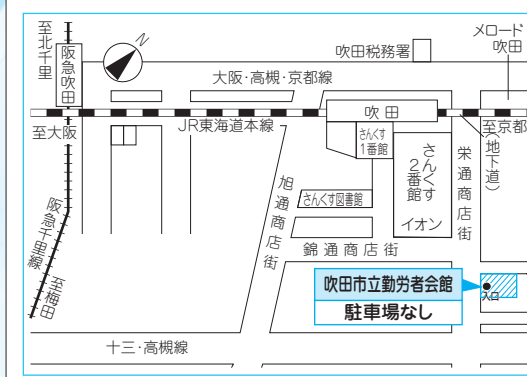 至北千里
阪急吹田
N
吹田税務署
メロード
吹田
大阪・高槻・京都線
吹田
至大阪
JR東海道本線
至京都
(地下道)
さんくす
1番館
さんくす
2番館
イオン
栄通商店街
旭通商店街
さんくす図書館
錦通商店街
阪急千里線
至梅田
吹田市立勤労者会館
駐車場なし
入口
十三・高槻線